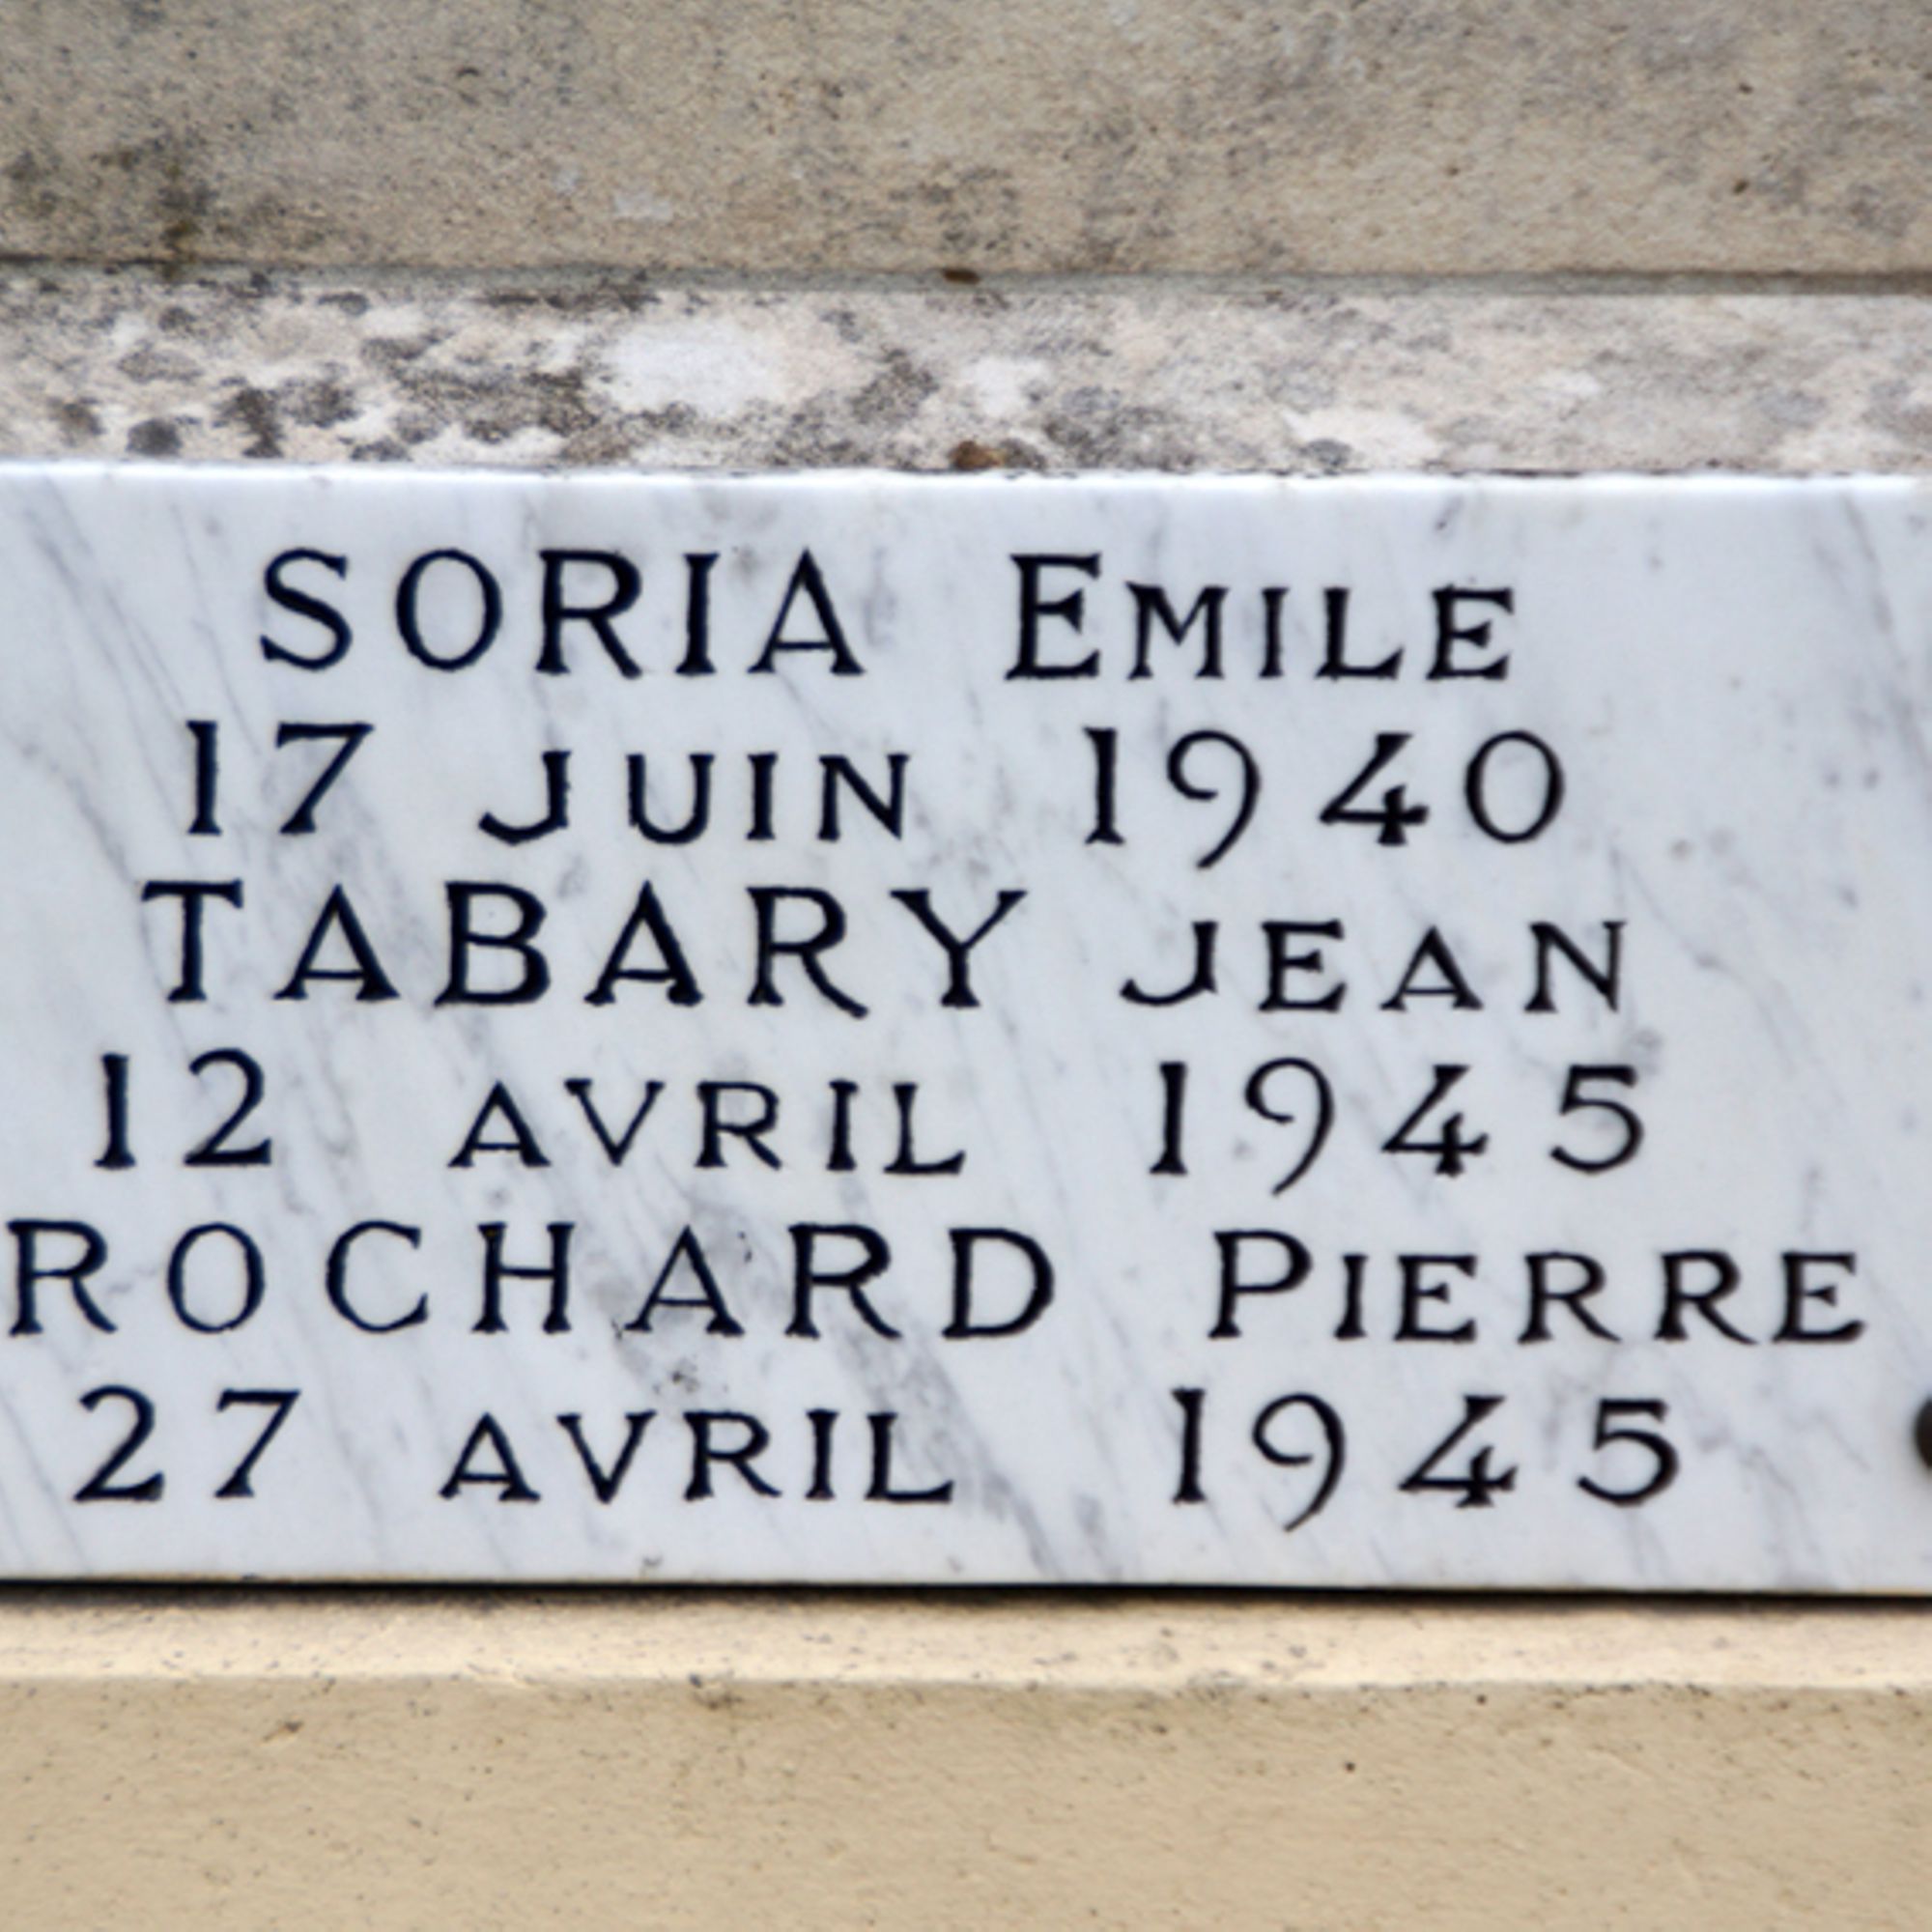 SORIA EMILE
17 JUIN 1940
TABARY JEAN
12 AVRIL 1945
ROCHARD PIERRE
27 AVRIL 1945